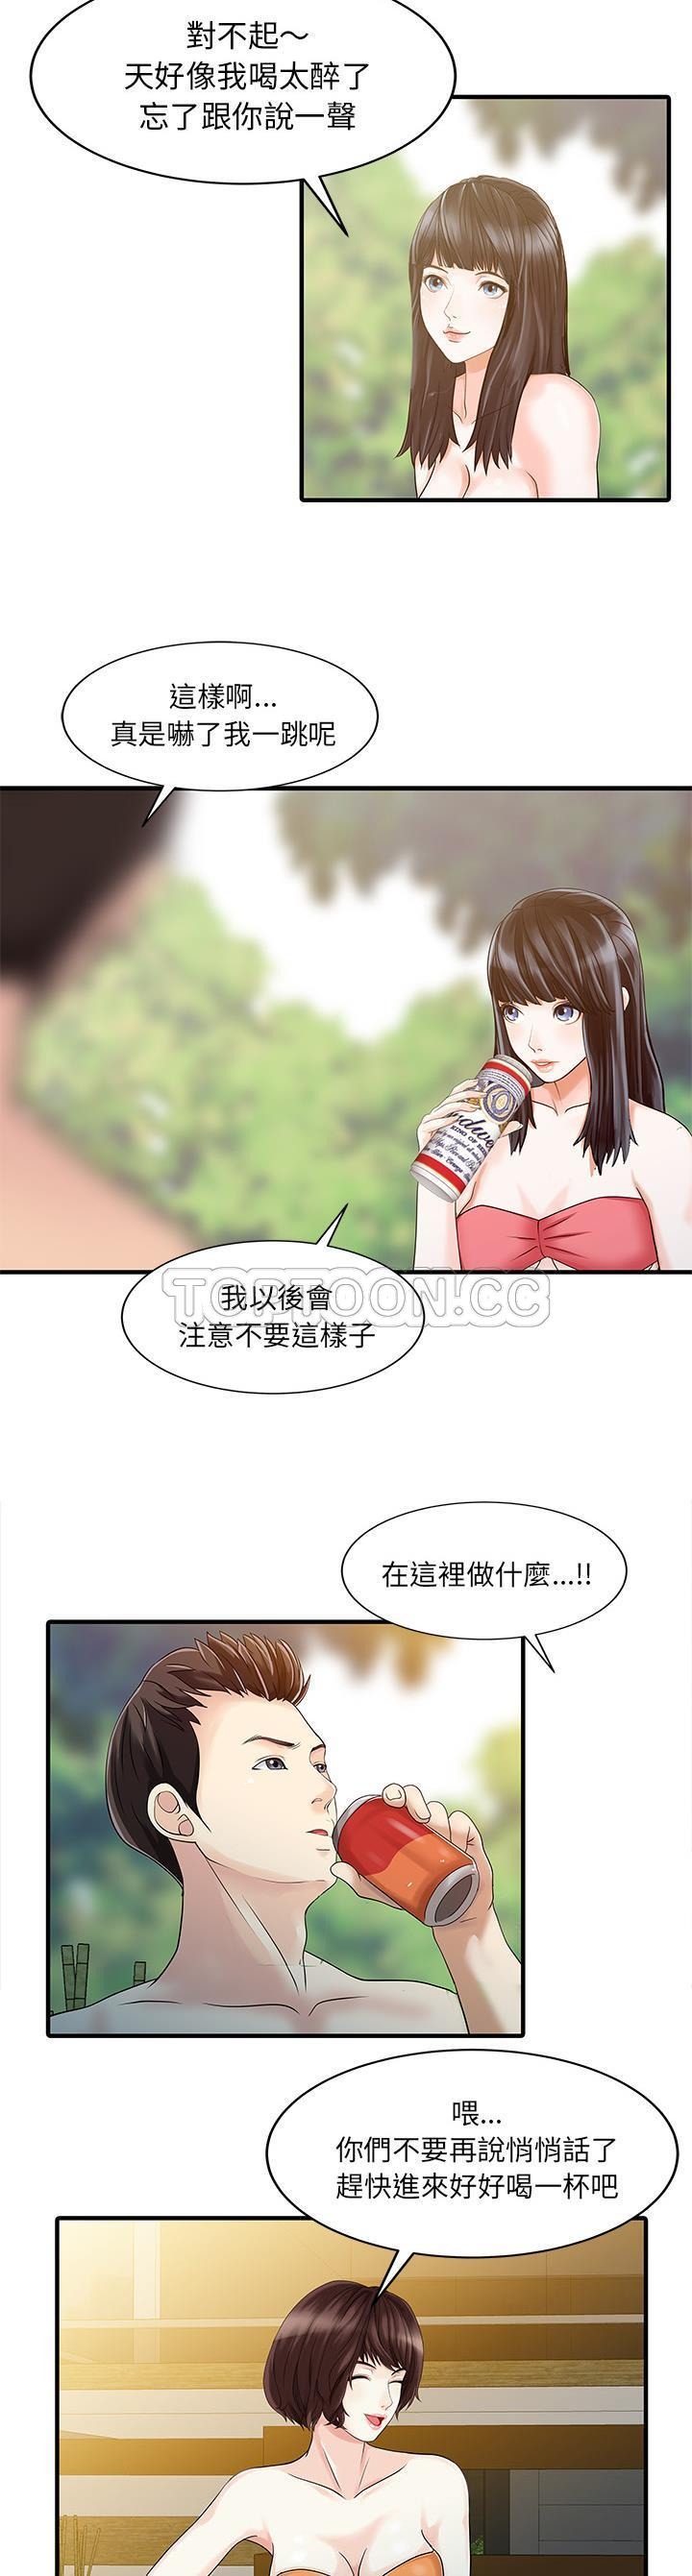 對不起～
天好像我喝太醉了
忘了跟你說一聲
這樣啊...
真是嚇了我一跳呢
KING OF
TOPTOON.CC
我以後會
注意不要這樣子
在這裡做什麼...!!
喂...
你們不要再說悄悄話了
趕快進來好好喝一杯吧